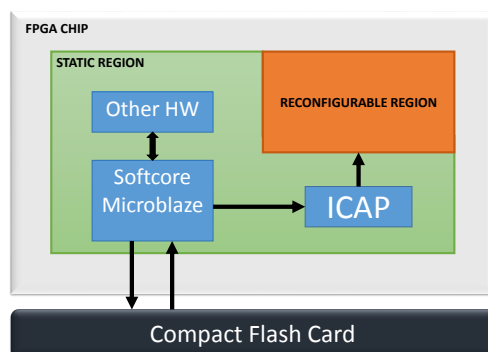 FPGA CHIP
STATIC REGION
RECONFIGURABLE REGION
Other HW
Softcore
Microblaze
ICAP
Compact Flash Card